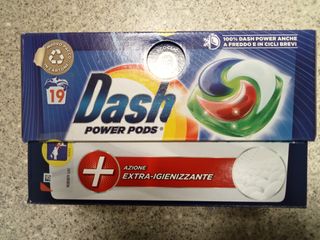 100% DASH POWER ANCHE
A FREDDO E IN CICLI BREVI
19
Dash
POWER PODS®
AZIONE
EXTRA-IGIENIZZANTE